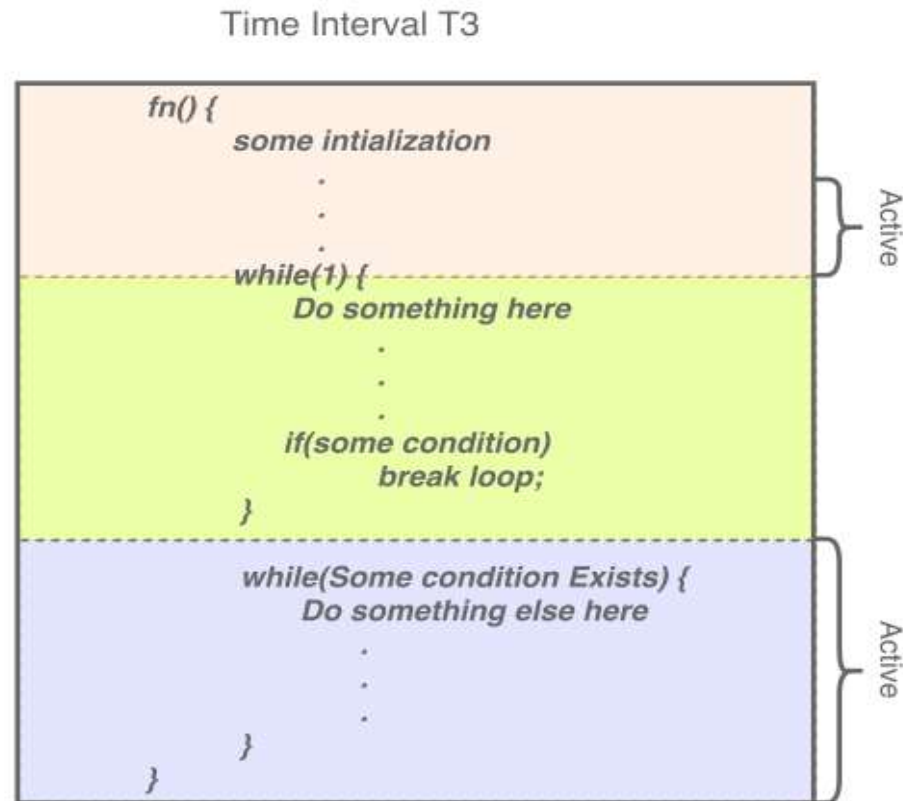 Time Interval T3
fn() {
some intialization
.
.
.
while(1) {
Do something here
.
.
.
if(some condition)
break loop;
}
while(Some condition Exists) {
Do something else here
.
.
.
}
}
Active
Active